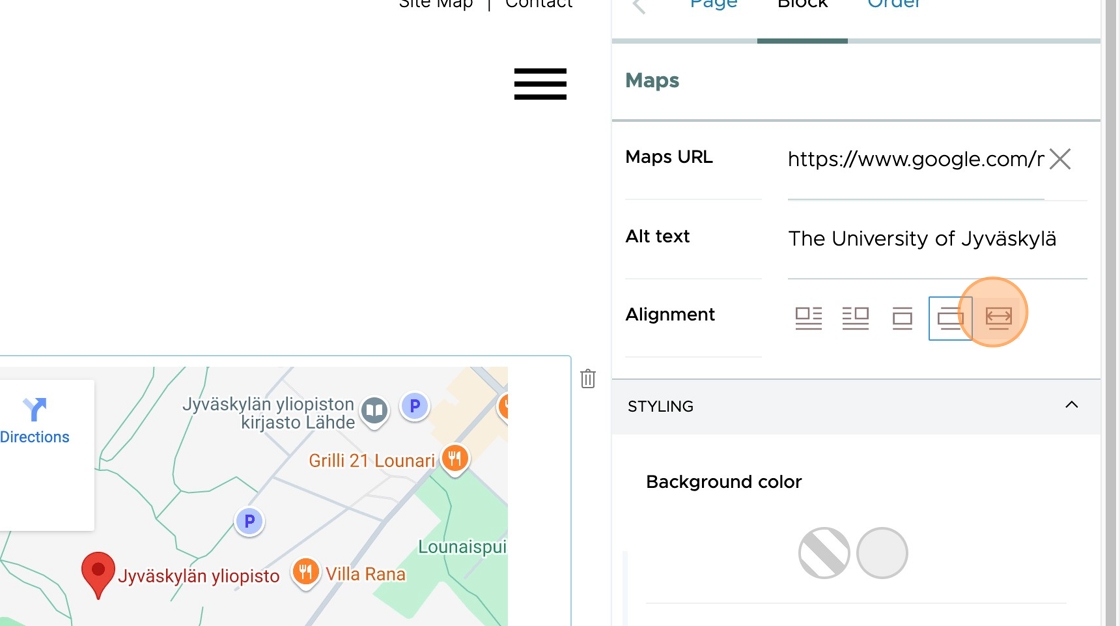 Site Map | Contact
Page Block Order
Maps
Maps URL https://www.google.com/r
Alt text The University of Jyväskylä
Alignment
STYLING
Background color
Directions
Jyväskylän yliopiston
kirjasto Lähde
P
Grilli 21 Lounari
P
Lounaispui
Jyväskylän yliopisto
Villa Rana